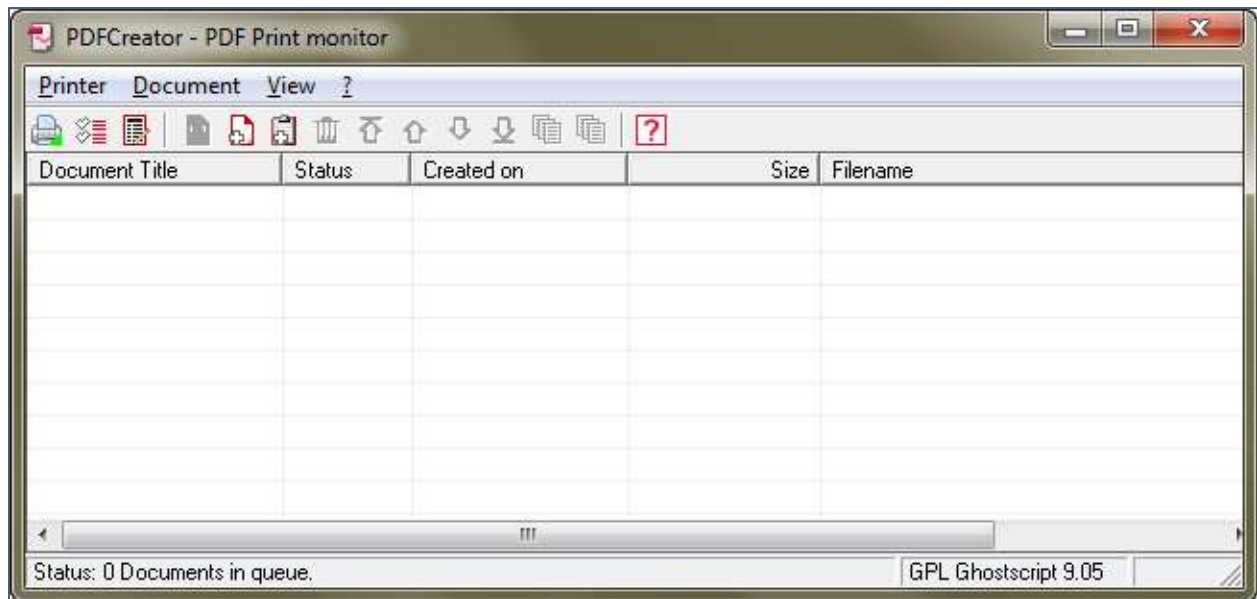 PDFCreator - PDF Print monitor
Printer Document View ?
?
Document Title Status Created on Size Filename
Status: 0 Documents in queue. GPL Ghostscript 9.05